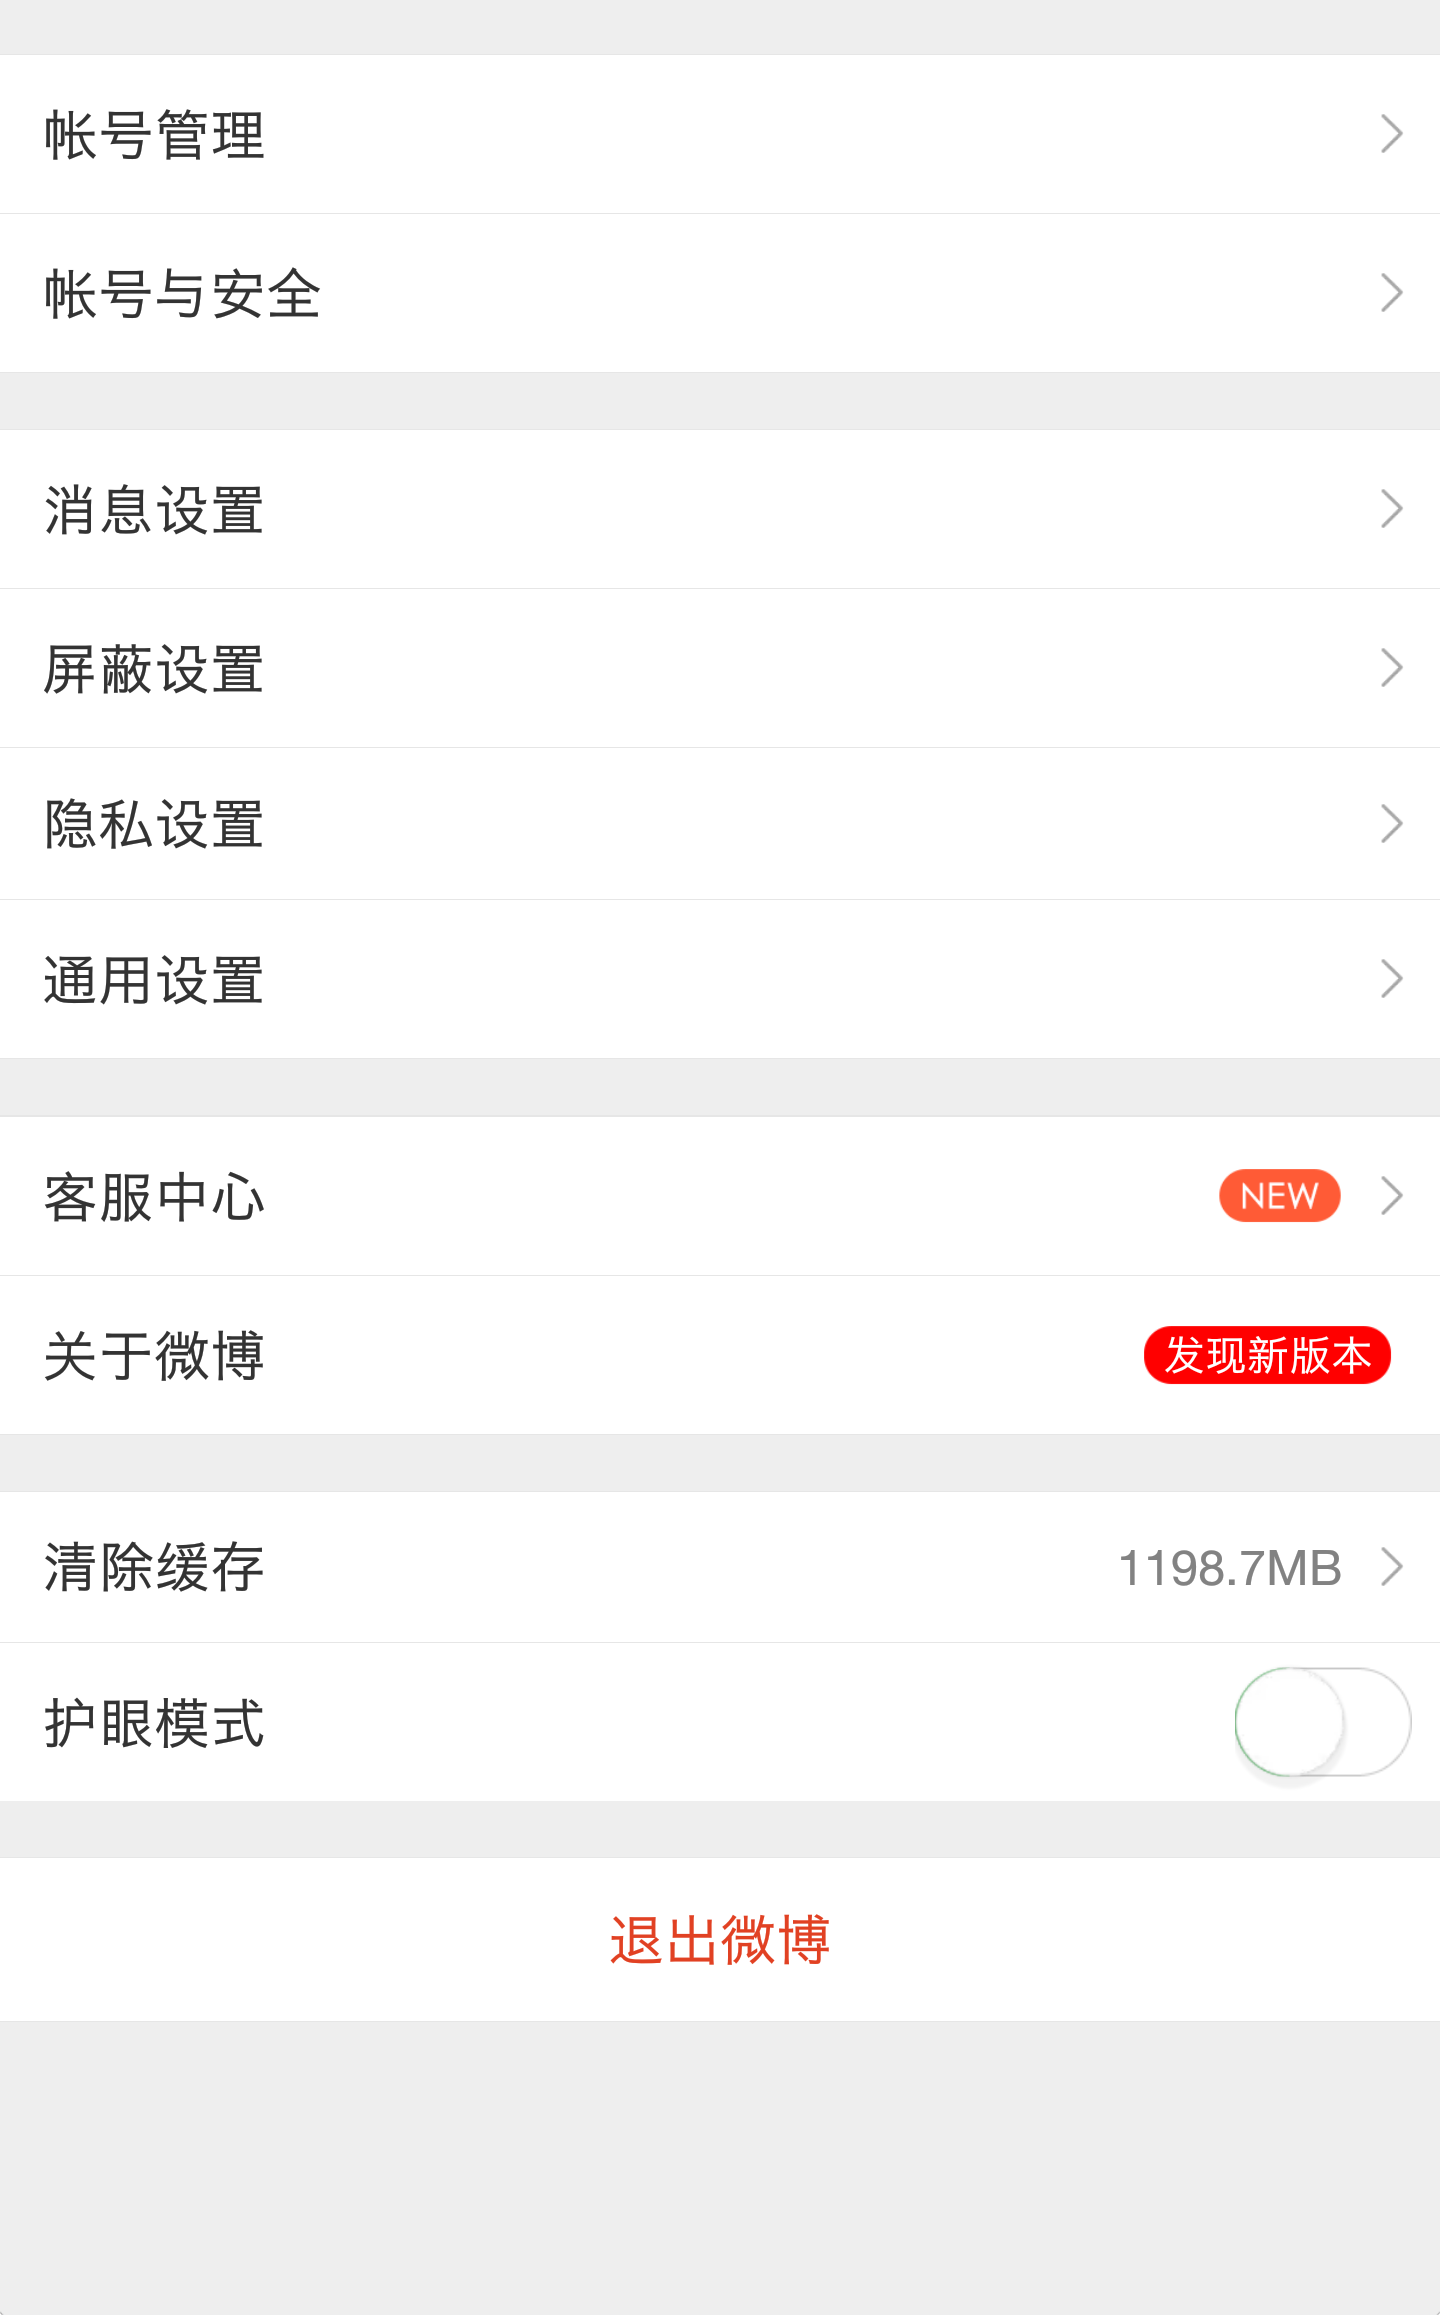 帐号管理
帐号与安全
消息设置
屏蔽设置
隐私设置
通用设置
客服中心 NEW
关于微博 发现新版本
清除缓存 1198.7MB
护眼模式
退出微博